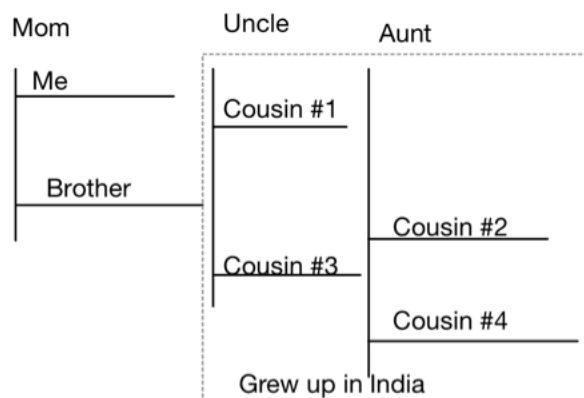 Mom
Uncle
Aunt
Me
Cousin #1
Brother
Cousin #2
Cousin #3
Cousin #4
Grew up in India